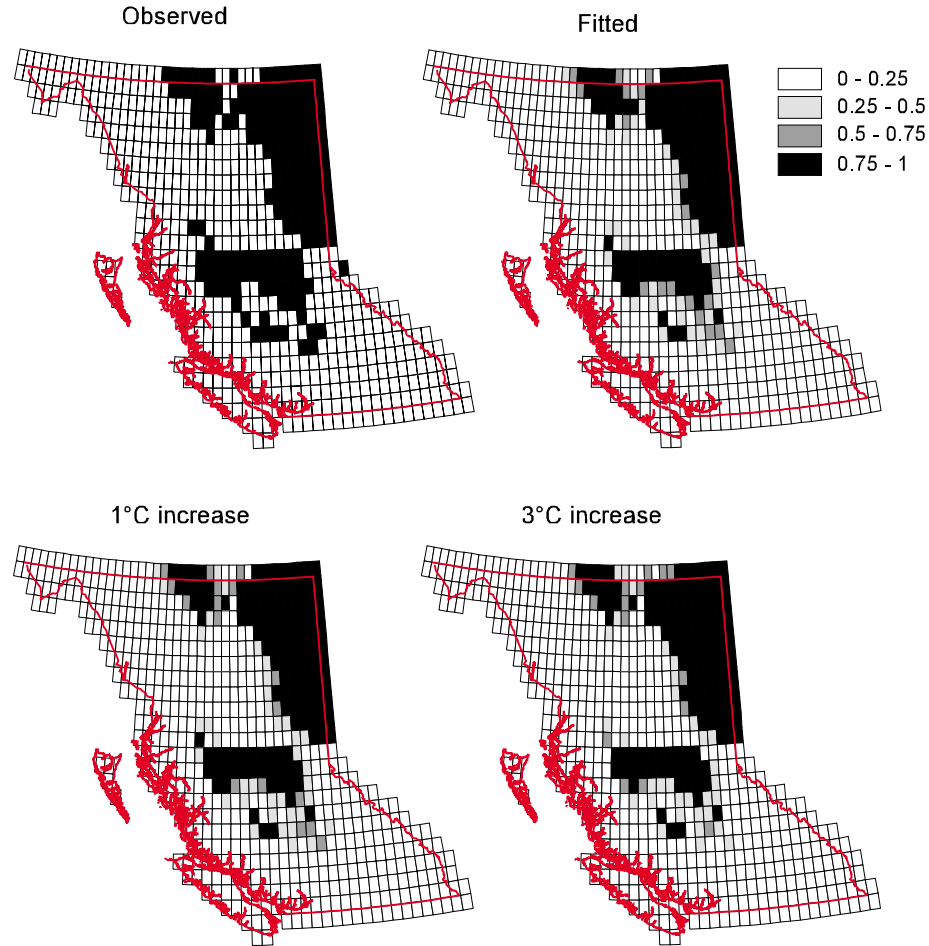 Observed
Fitted
0 - 0.25
0.25 - 0.5
0.5 - 0.75
0.75 - 1
1°C increase
3°C increase